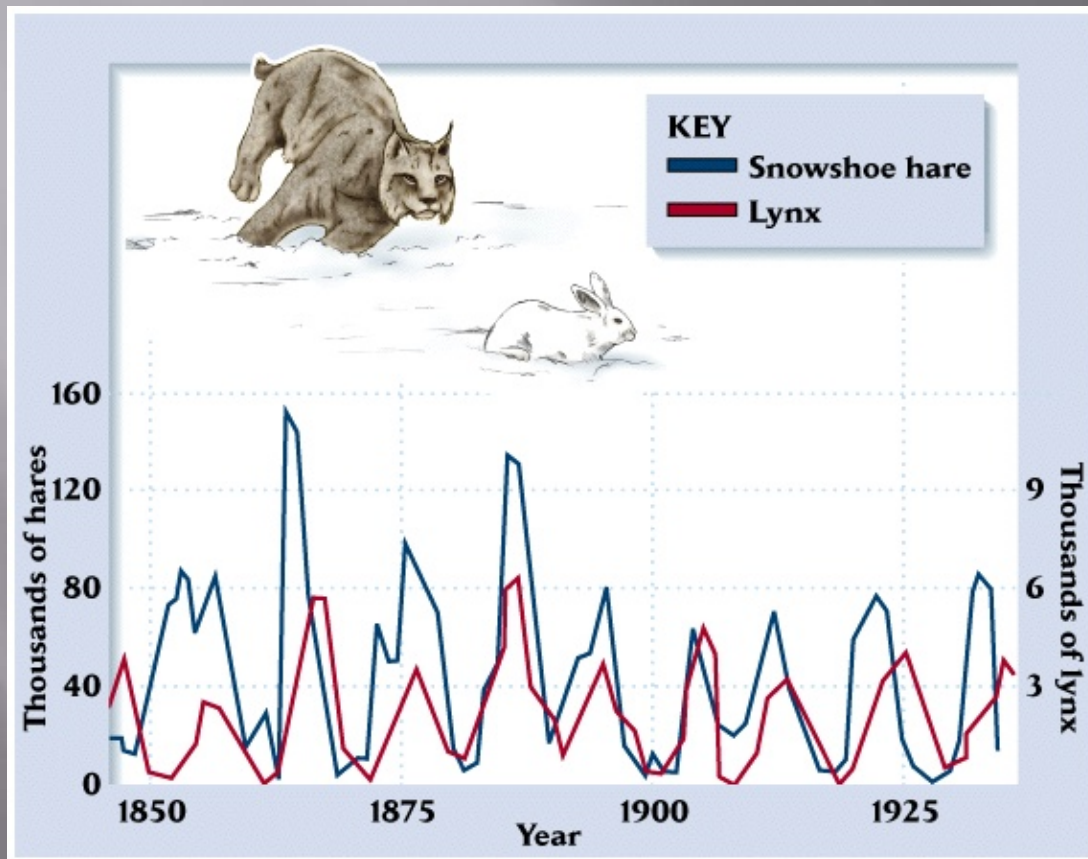 KEY
Snowshoe hare
Lynx
Thousands of hares
160
120
80
40
0
9
6
3
Thousands of lynx
1850
1875
1900
1925
Year